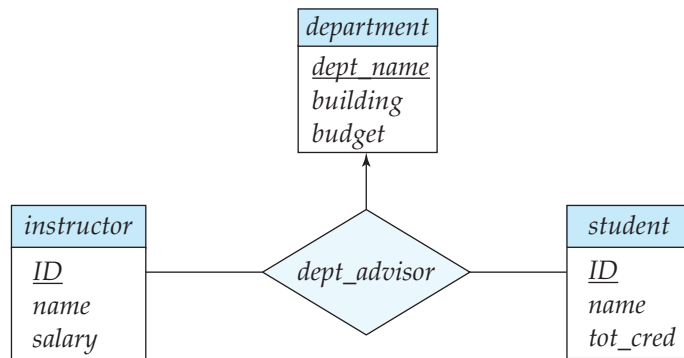 department
dept_name
building
budget
instructor
ID
name
salary
dept_advisor
student
ID
name
tot_cred